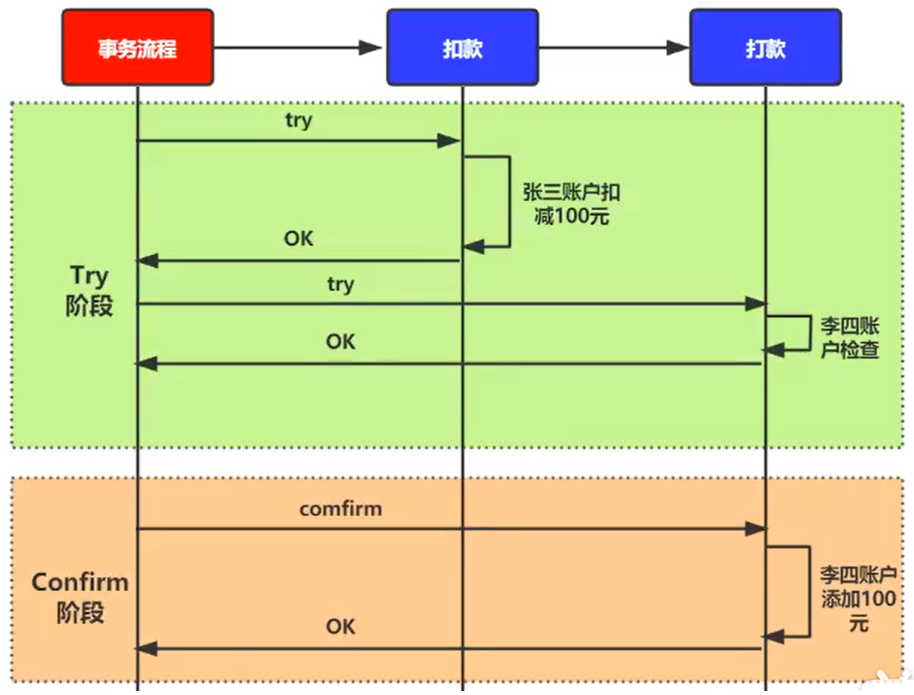 事务流程
扣款
打款
try
张三账户扣
减100元
OK
Try
阶段
try
李四账
户检查
OK
comfirm
Confirm
阶段
李四账户
添加100
元
OK